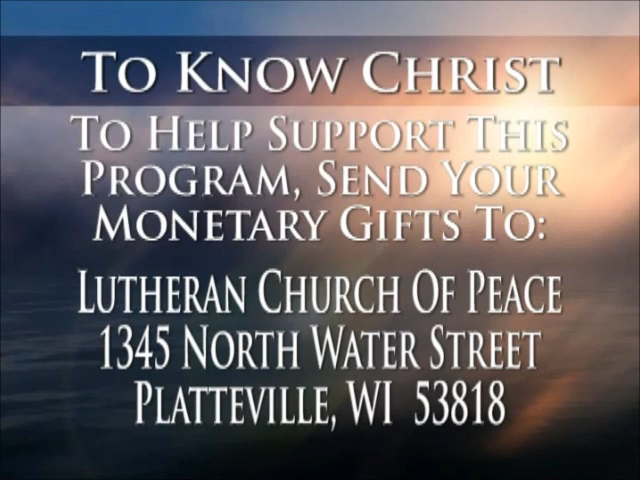 To Know Christ
To Help Support This
Program, Send Your
Monetary Gifts To:
Lutheran Church Of Peace
1345 North Water Street
Platteville, WI 53818